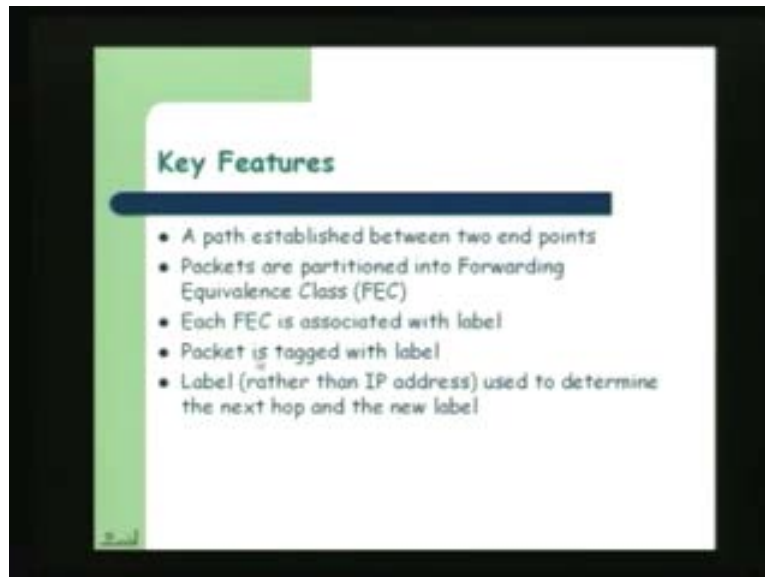 Key Features
• A path established between two end points
• Packets are partitioned into Forwarding
Equivalence Class (FEC)
• Each FEC is associated with label
• Packet is tagged with label
• Label (rather than IP address) used to determine
the next hop and the new label